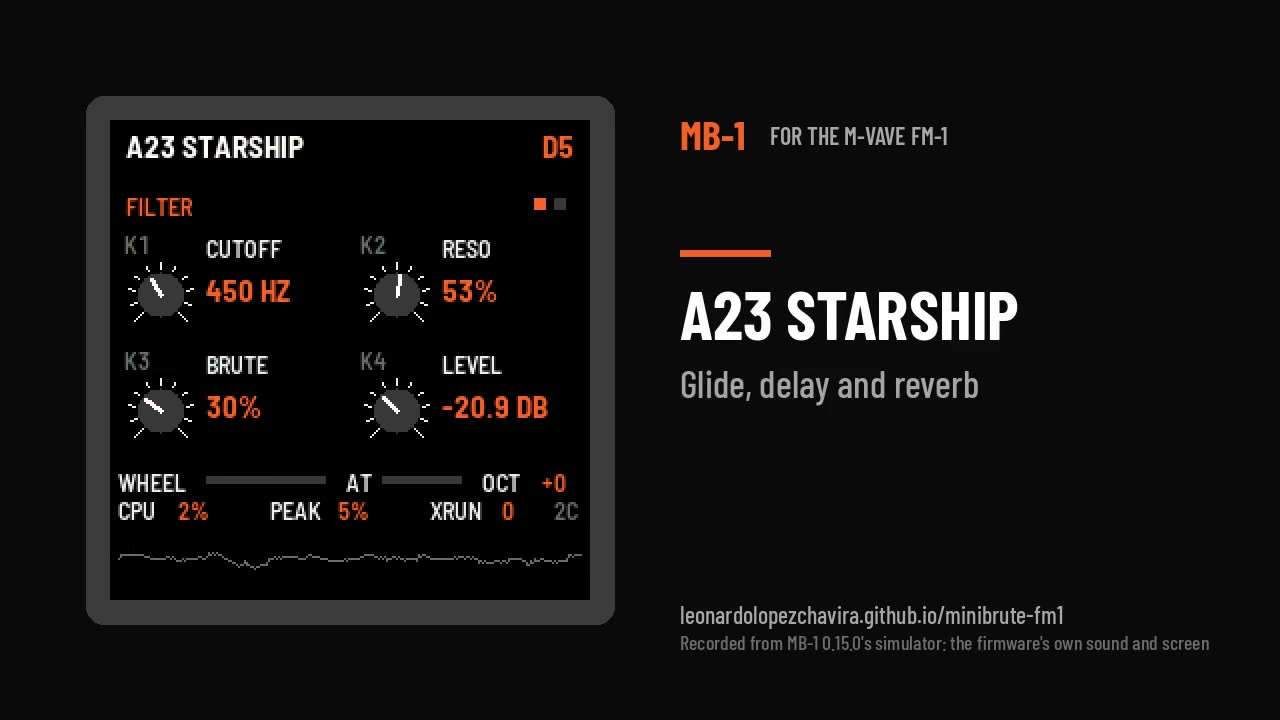 A23 STARSHIP D5
FILTER
K1 CUTOFF K2 RESO
450 HZ 53%
K3 BRUTE K4 LEVEL
30% -20.9 DB
WHEEL AT OCT +0
CPU 2% PEAK 5% XRUN 0 2C
MB-1 FOR THE M-VAVE FM-1
A23 STARSHIP
Glide, delay and reverb
leonardolopezchavira.github.io/minibrute-fm1
Recorded from MB-1 0.15.0's simulator: the firmware's own sound and screen